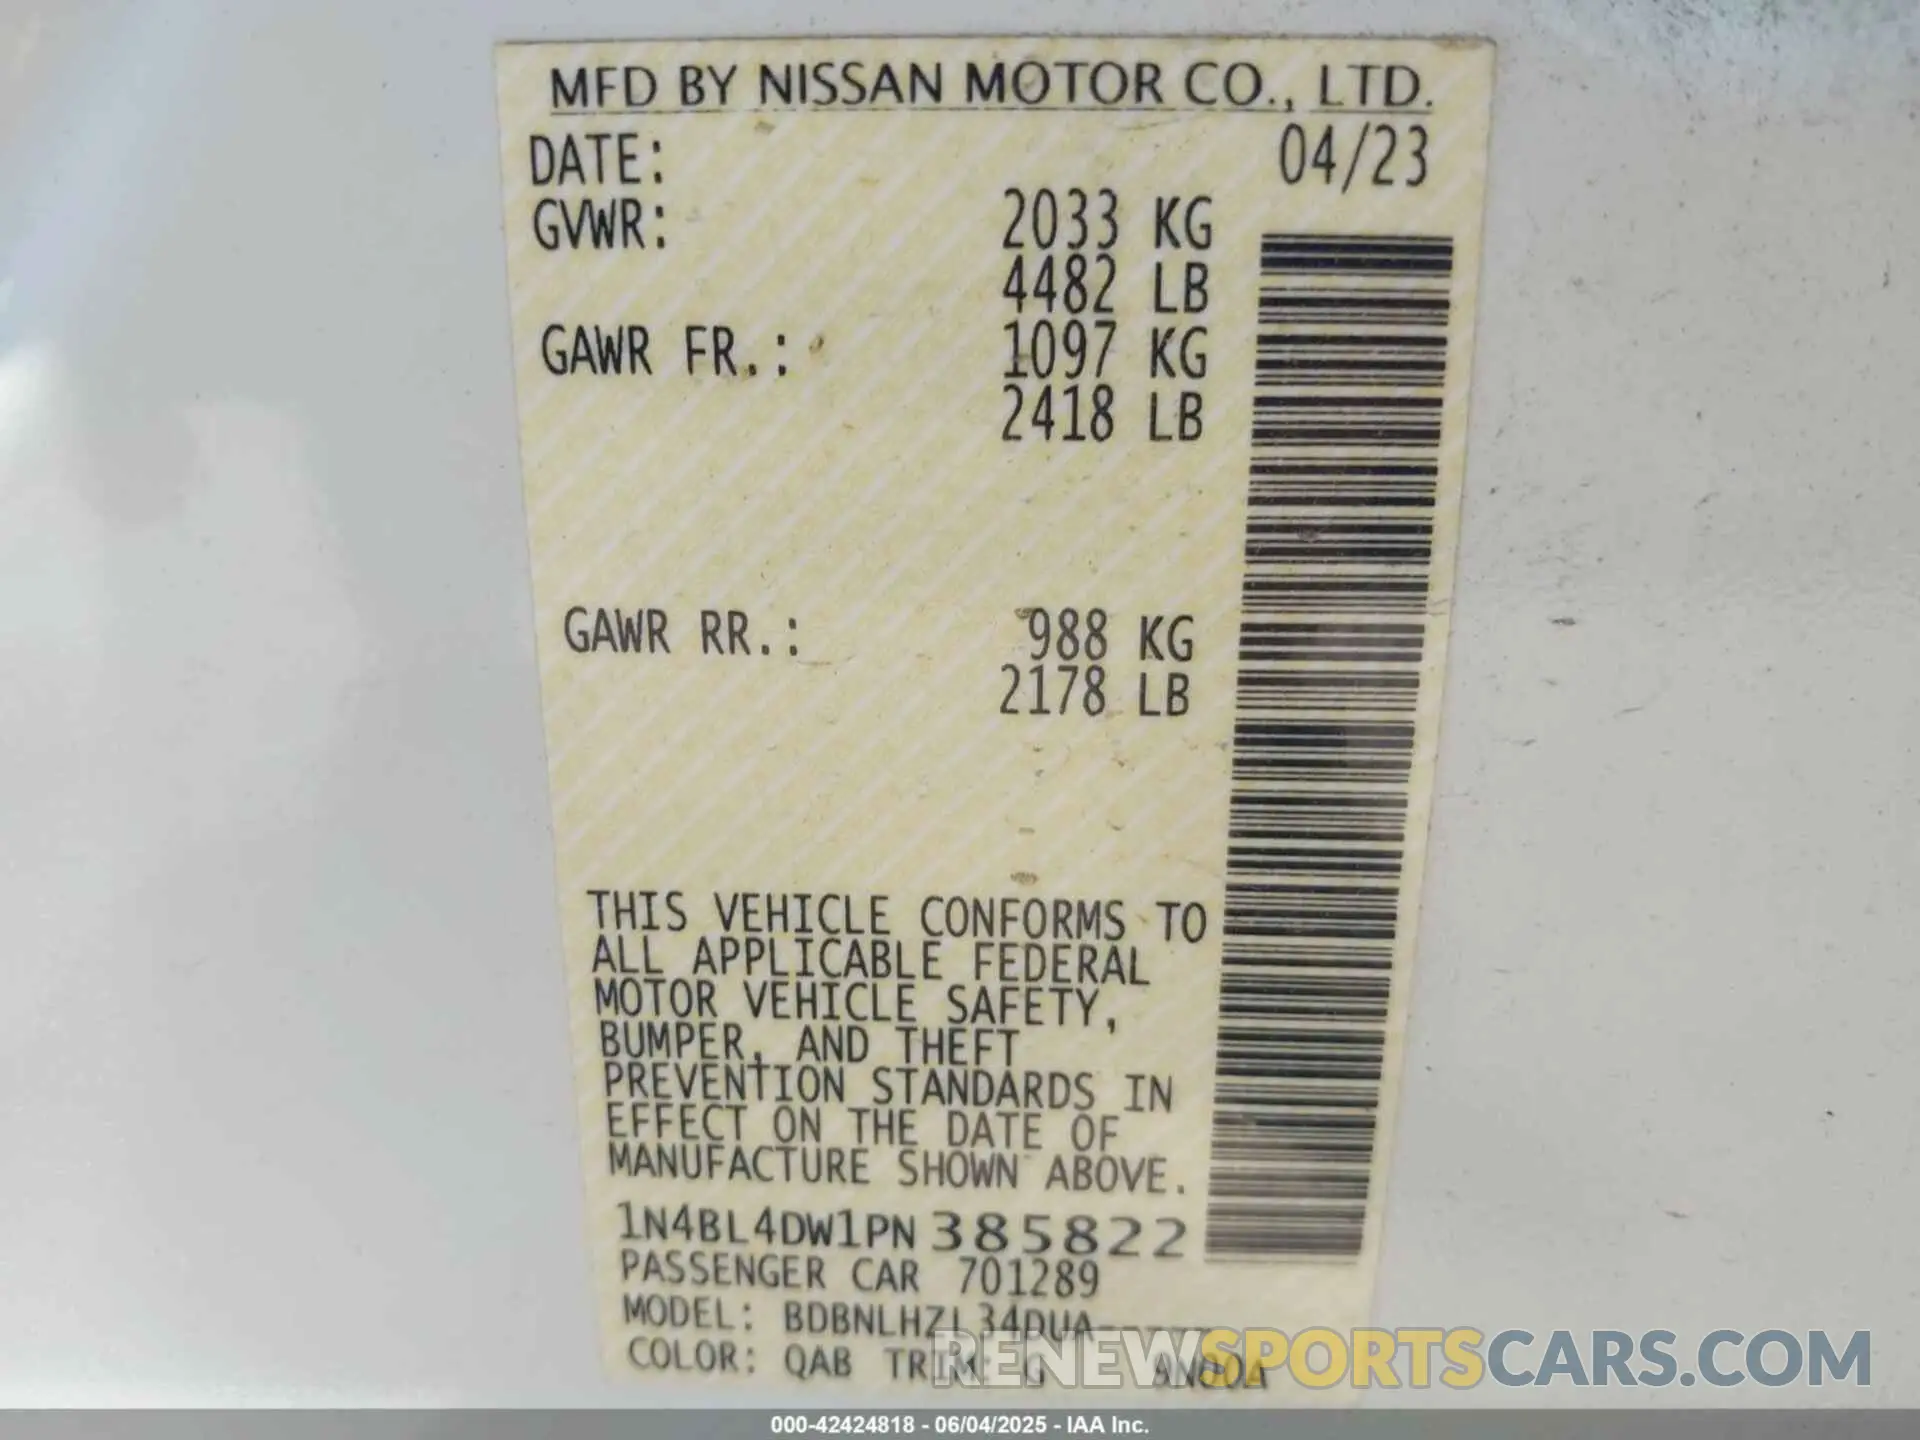 MFD BY NISSAN MOTOR CO., LTD.
DATE: 04/23
GVWR: 2033 KG
4482 LB
GAWR FR.: 1097 KG
2418 LB
GAWR RR.: 988 KG
2178 LB
THIS VEHICLE CONFORMS TO
ALL APPLICABLE FEDERAL
MOTOR VEHICLE SAFETY,
BUMPER, AND THEFT
PREVENTION STANDARDS IN
EFFECT ON THE DATE OF
MANUFACTURE SHOWN ABOVE.
1N4BL4DW1PN385822
PASSENGER CAR 701289
MODEL: BDBNLHZL34DUA-----
COLOR: QAB TRIM: G 9N00A
RENEWSPORTSCARS.COM
000-42424818 - 06/04/2025 - IAA Inc.